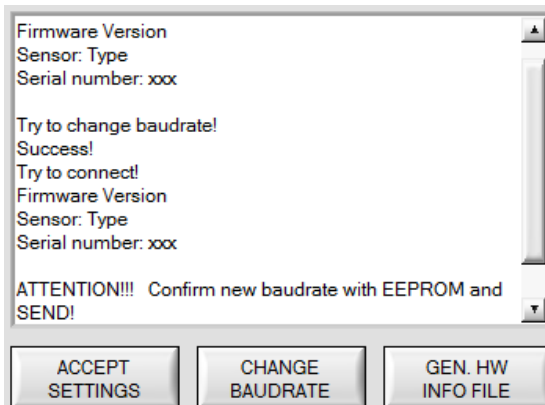 Firmware Version
Sensor: Type
Serial number: xxx
Try to change baudrate!
Success!
Try to connect!
Firmware Version
Sensor: Type
Serial number: xxx
ATTENTION!!!   Confirm new baudrate with EEPROM and
SEND!
ACCEPT
SETTINGS
CHANGE
BAUDRATE
GEN. HW
INFO FILE